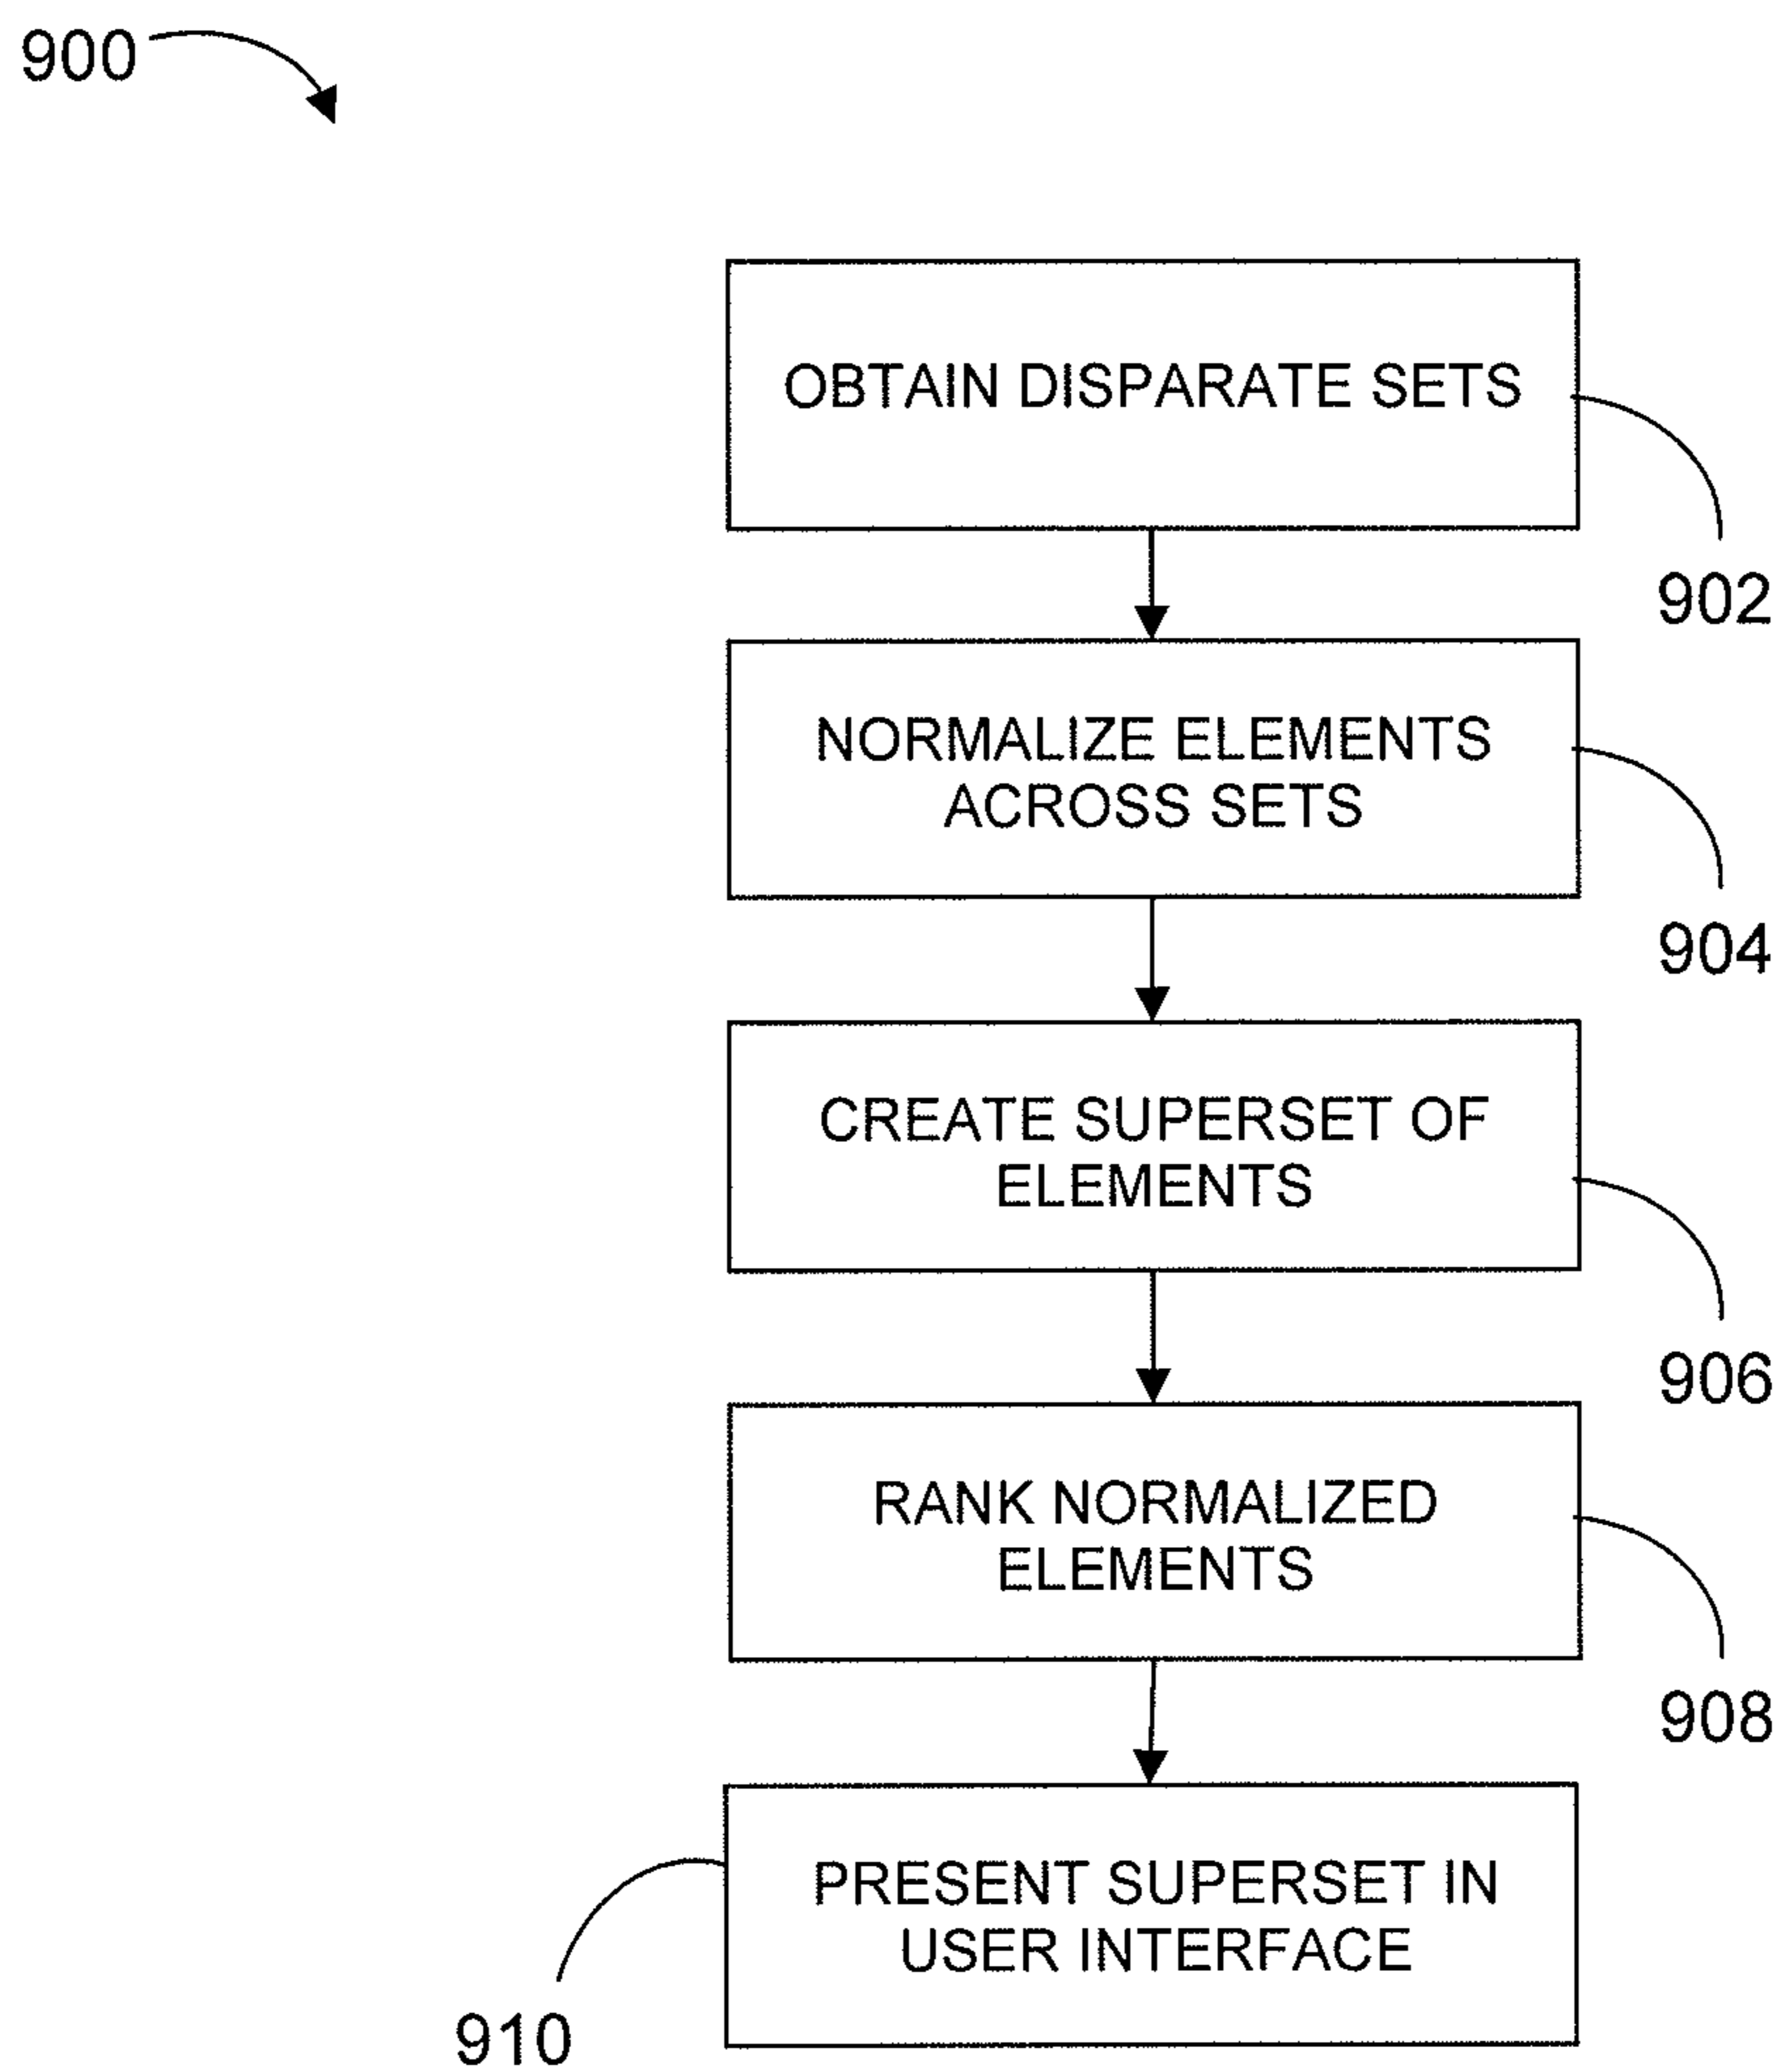 900
OBTAIN DISPARATE SETS
902
NORMALIZE ELEMENTS
ACROSS SETS
904
CREATE SUPERSET OF
ELEMENTS
906
RANK NORMALIZED
ELEMENTS
908
PRESENT SUPERSET IN
USER INTERFACE
910